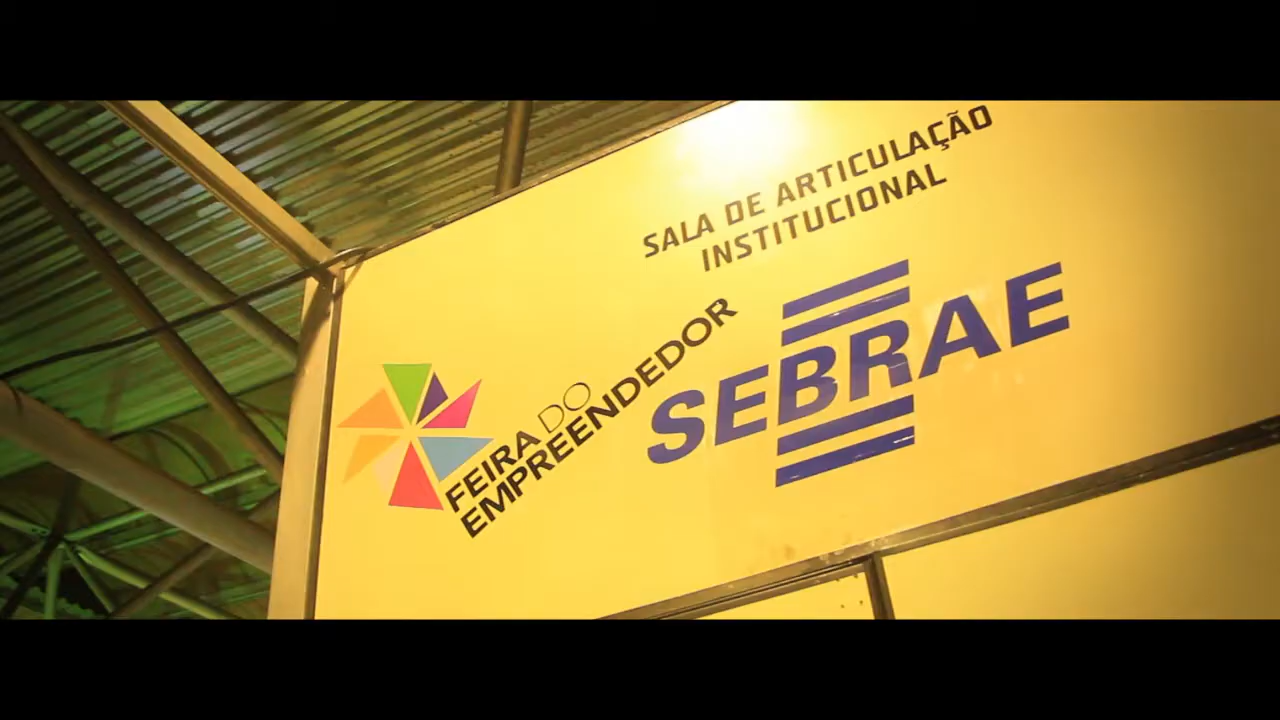 SALA DE ARTICULAÇÃO
INSTITUCIONAL
FEIRA DO
EMPREENDEDOR
SEBRAE